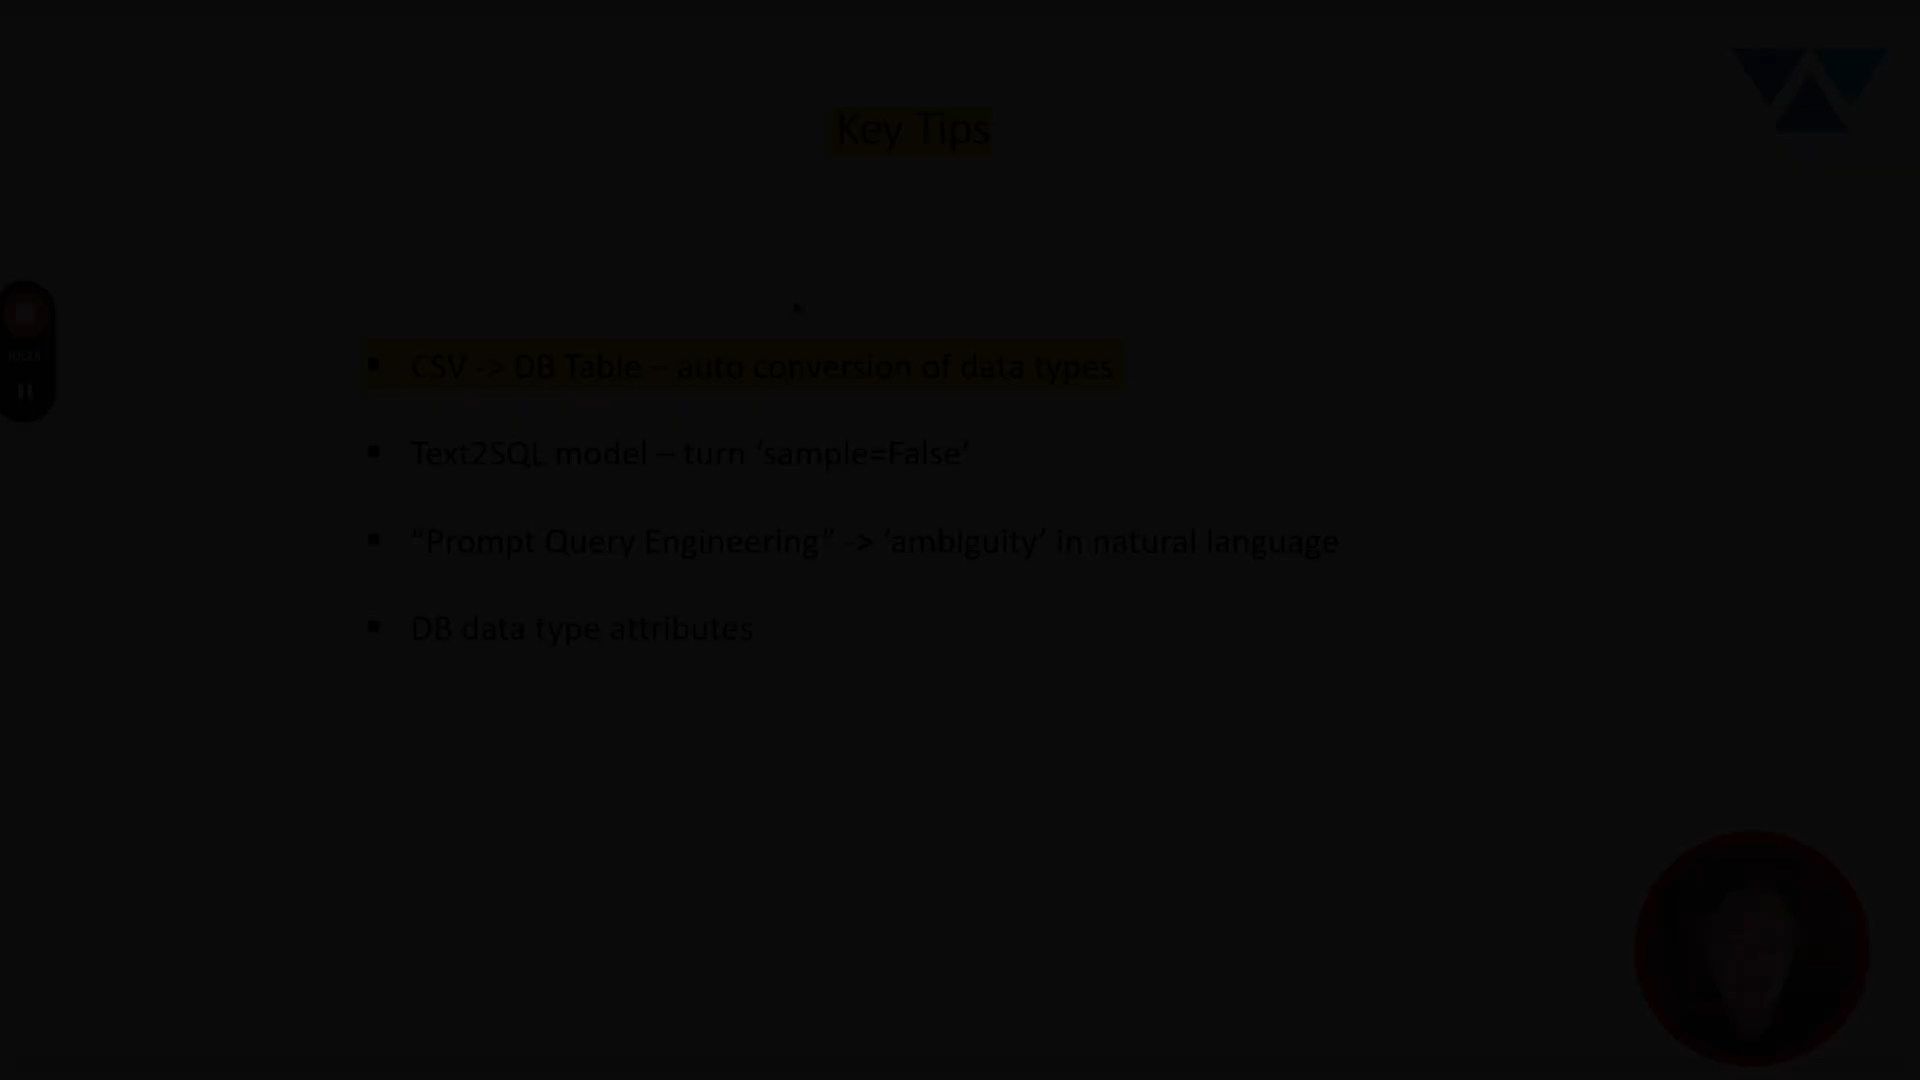 Key Tips
▪ CSV -> DB Table – auto conversion of data types
▪ Text2SQL model – turn ‘sample=False’
▪ “Prompt Query Engineering” -> ‘ambiguity’ in natural language
▪ DB data type attributes